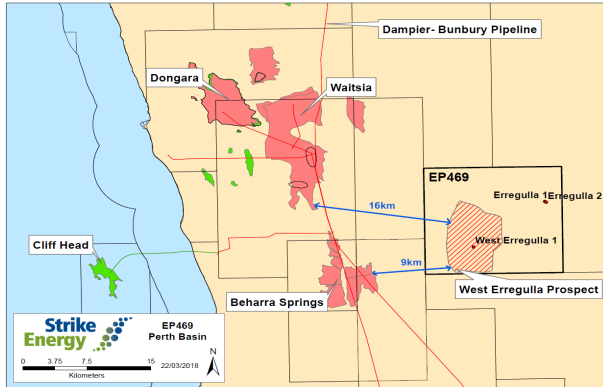 Dampier- Bunbury Pipeline
Dongara
Waitsia
EP469
16km
Erregulla 1
Erregulla 2
Cliff Head
West Erregulla 1
9km
Beharra Springs
West Erregulla Prospect
Strike
Energy
EP469
Perth Basin
N
0 3.75 7.5 15
Kilometers
22/03/2018